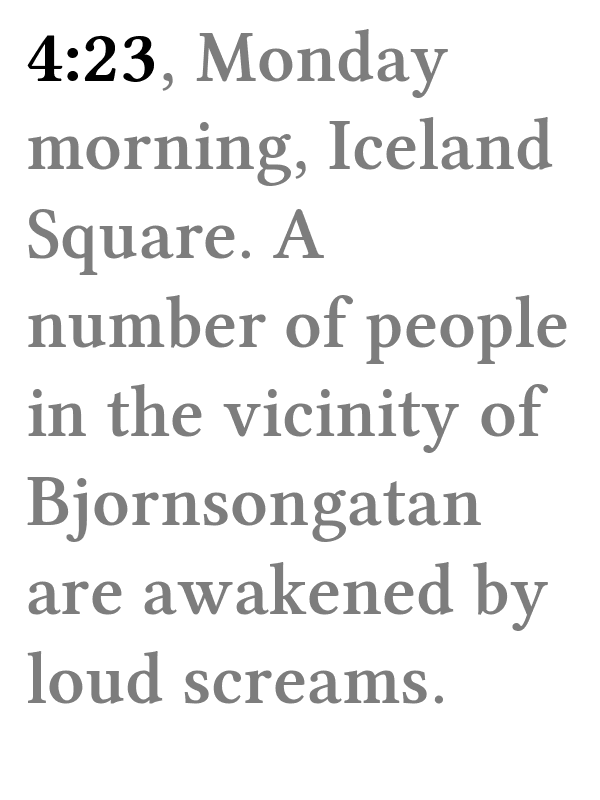 4:23, Monday
morning, Iceland
Square. A
number of people
in the vicinity of
Bjornsongatan
are awakened by
loud screams.